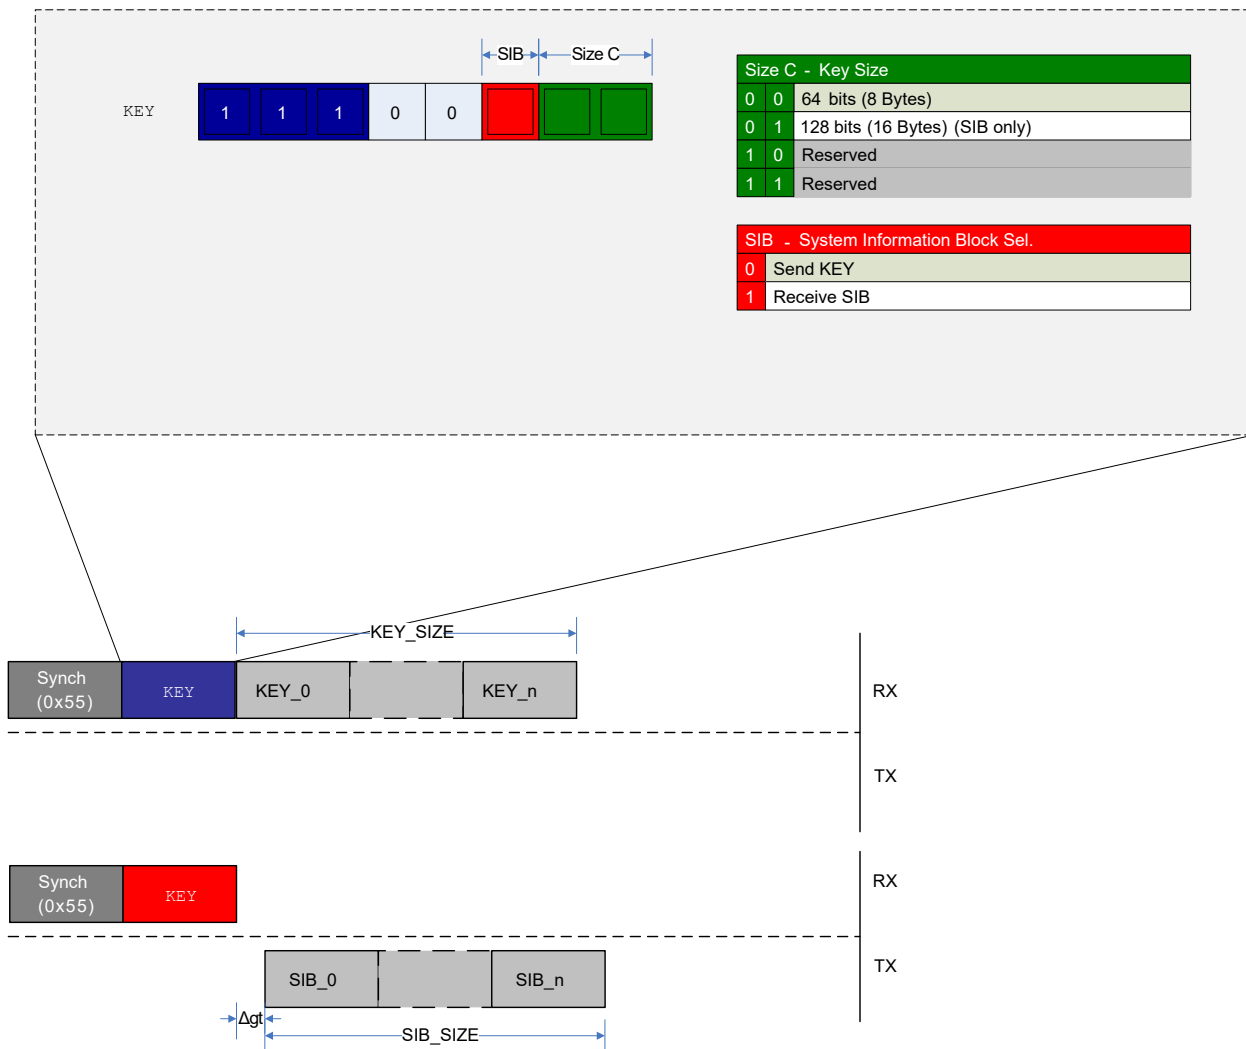 SIB
Size C
KEY
1 1 1 0 0
Size C - Key Size
0 0 64 bits (8 Bytes)
0 1 128 bits (16 Bytes) (SIB only)
1 0 Reserved
1 1 Reserved
SIB - System Information Block Sel.
0 Send KEY
1 Receive SIB
KEY_SIZE
Synch
(0x55)
KEY
KEY_0
KEY_n
RX
TX
Synch
(0x55)
KEY
RX
SIB_0
SIB_n
TX
Δgt
SIB_SIZE